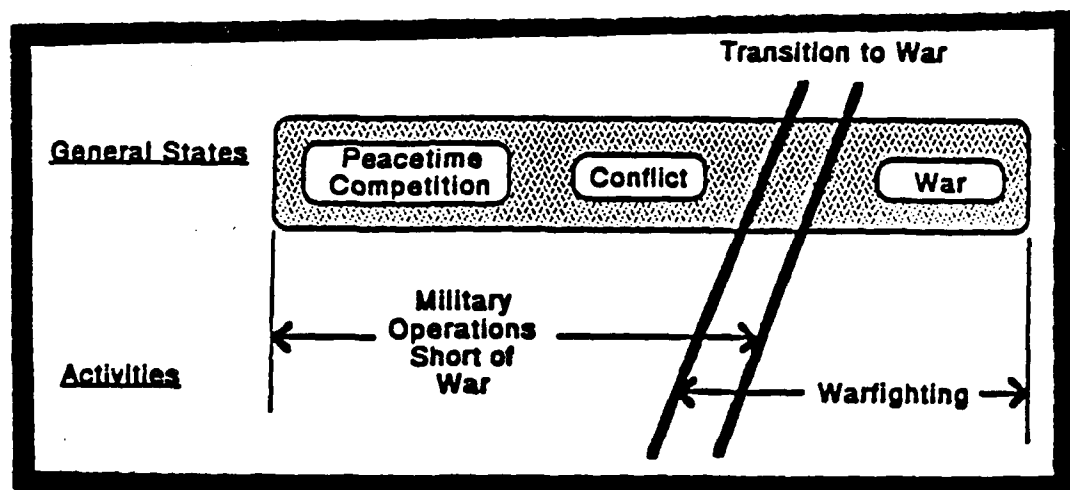 Transition to War
General States
Peacetime
Competition
Conflict
War
Military
Operations
Short of
War
Activities
Warfighting